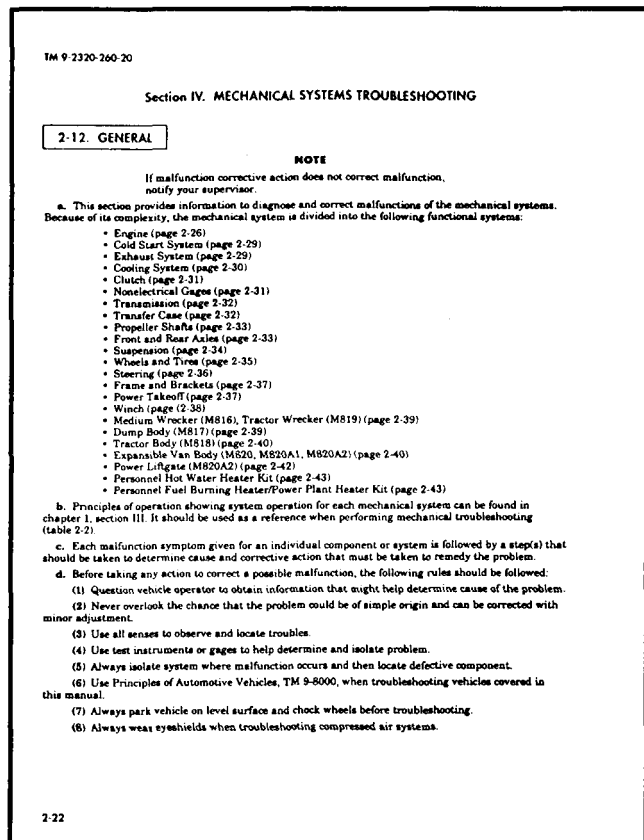 TM 9-2320-260-20
Section IV. MECHANICAL SYSTEMS TROUBLESHOOTING
2-12. GENERAL
NOTE
If malfunction corrective action does not correct malfunction,
notify your supervisor.
a. This section provides information to diagnose and correct malfunctions of the mechanical systems.
Because of its complexity, the mechanical system is divided into the following functional systems:
• Engine (page 2-26)
• Cold Start System (page 2-29)
• Exhaust System (page 2-29)
• Cooling System (page 2-30)
• Clutch (page 2-31)
• Nonelectrical Gages (page 2-31)
• Transmission (page 2-32)
• Transfer Case (page 2-32)
• Propeller Shafts (page 2-33)
• Front and Rear Axles (page 2-33)
• Suspension (page 2-34)
• Wheels and Tires (page 2-35)
• Steering (page 2-36)
• Frame and Brackets (page 2-37)
• Power Takeoff (page 2-37)
• Winch (page (2-38)
• Medium Wrecker (M816), Tractor Wrecker (M819) (page 2-39)
• Dump Body (M817) (page 2-39)
• Tractor Body (M818) (page 2-40)
• Expansible Van Body (M820, M820A1, M820A2) (page 2-40)
• Power Liftgate (M820A2) (page 2-42)
• Personnel Hot Water Heater Kit (page 2-43)
• Personnel Fuel Burning Heater/Power Plant Heater Kit (page 2-43)
b. Principles of operation showing system operation for each mechanical system can be found in
chapter 1, section III. It should be used as a reference when performing mechanical troubleshooting
(table 2-2).
c. Each malfunction symptom given for an individual component or system is followed by a step(s) that
should be taken to determine cause and corrective action that must be taken to remedy the problem.
d. Before taking any action to correct a possible malfunction, the following rules should be followed:
(1) Question vehicle operator to obtain information that might help determine cause of the problem.
(2) Never overlook the chance that the problem could be of simple origin and can be corrected with
minor adjustment.
(3) Use all senses to observe and locate troubles.
(4) Use test instruments or gages to help determine and isolate problem.
(5) Always isolate system where malfunction occurs and then locate defective component.
(6) Use Principles of Automotive Vehicles, TM 9-8000, when troubleshooting vehicles covered in
this manual.
(7) Always park vehicle on level surface and chock wheels before troubleshooting.
(8) Always wear eyeshields when troubleshooting compressed air systems.
2-22